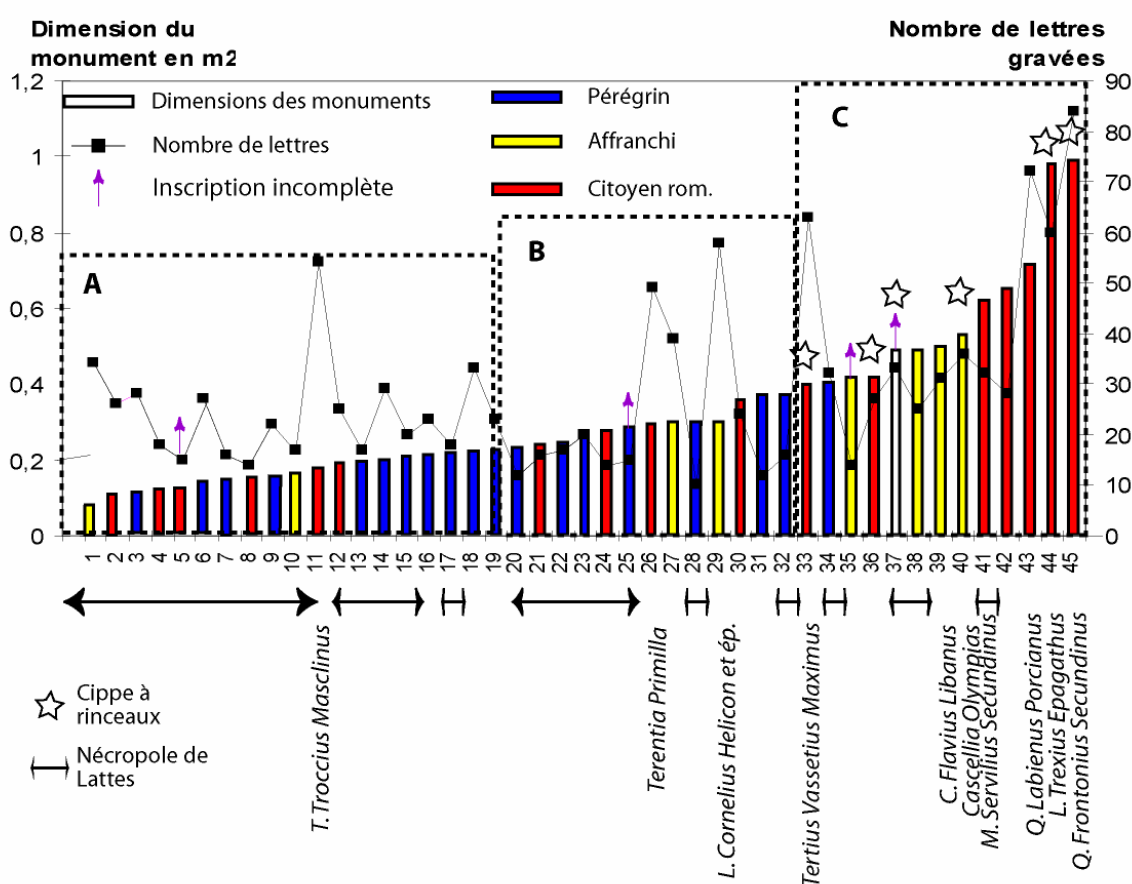 Dimension du
monument en m2
Nombre de lettres
gravées
1,2
1
0,8
0,6
0,4
0,2
0
90
80
70
60
50
40
30
20
10
0
Dimensions des monuments
Nombre de lettres
Inscription incomplète
Pérégrin
Affranchi
Citoyen rom.
A
B
C
1 2 3 4 5 6 7 8 9 10 11 12 13 14 15 16 17 18 19 20 21 22 23 24 25 26 27 28 29 30 31 32 33 34 35 36 37 38 39 40 41 42 43 44 45
T. Troccius Masclinus
Terentia Primilla
L. Cornelius Helicon et ép.
Tertius Vassetius Maximus
C. Flavius Libanus
Cascellia Olympias
M. Servilius Secundinus
Q. Labienus Porcianus
L. Trexius Epagathus
Q. Frontonius Secundinus
Cippe à
rinceaux
Nécropole de
Lattes